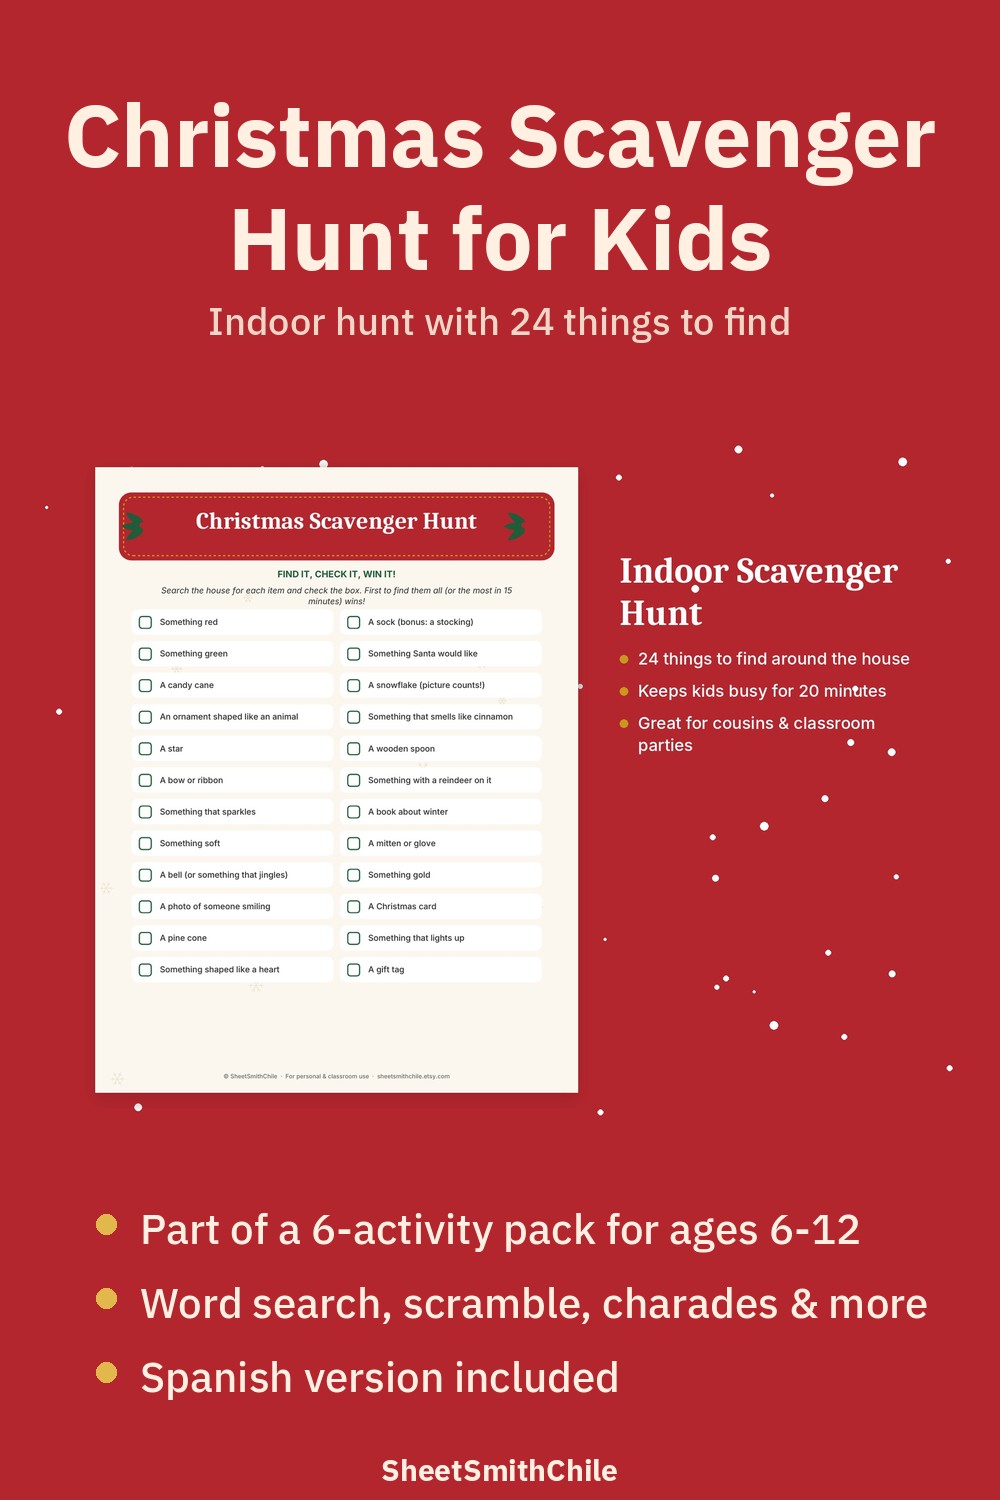 Christmas Scavenger
Hunt for Kids
Indoor hunt with 24 things to find
Christmas Scavenger Hunt
FIND IT, CHECK IT, WIN IT!
Search the house for each item and check the box. First to find them all (or the most in 15
minutes) wins!
Something red
Something green
A candy cane
An ornament shaped like an animal
A star
A bow or ribbon
Something that sparkles
Something soft
A bell (or something that jingles)
A photo of someone smiling
A pine cone
Something shaped like a heart
A sock (bonus: a stocking)
Something Santa would like
A snowflake (picture counts!)
Something that smells like cinnamon
A wooden spoon
Something with a reindeer on it
A book about winter
A mitten or glove
Something gold
A Christmas card
Something that lights up
A gift tag
© SheetSmithChile · For personal & classroom use · sheetsmithchile.etsy.com
Indoor Scavenger
Hunt
24 things to find around the house
Keeps kids busy for 20 minutes
Great for cousins & classroom
parties
Part of a 6-activity pack for ages 6-12
Word search, scramble, charades & more
Spanish version included
SheetSmithChile